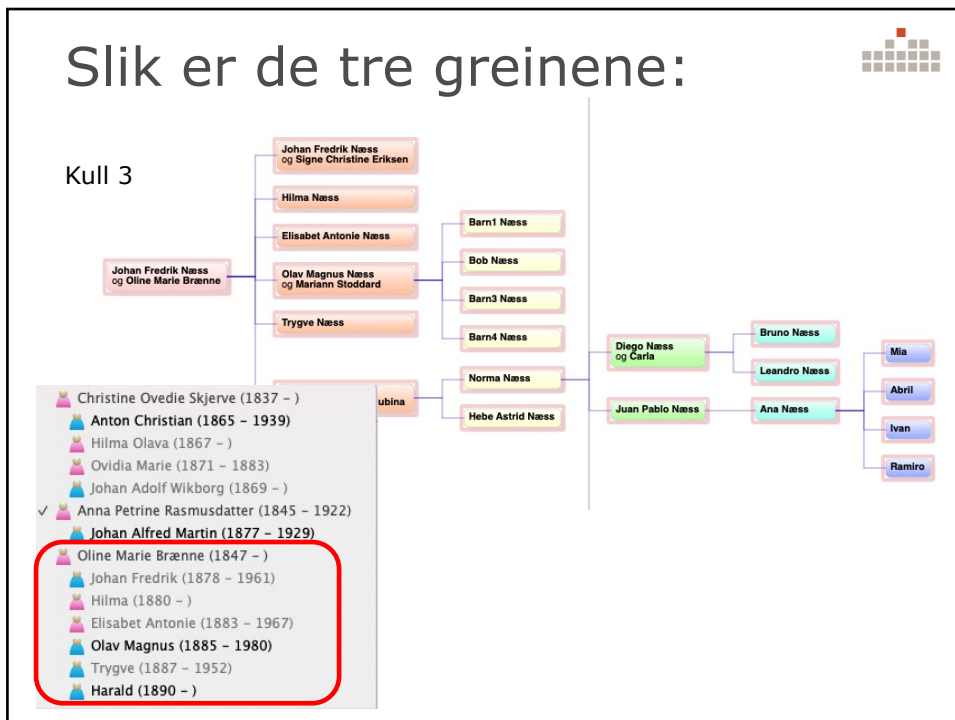 Slik er de tre greinene:
Kull 3
Johan Fredrik Næss
og Oline Marie Brænne
Johan Fredrik Næss
og Signe Christine Eriksen
Hilma Næss
Elisabet Antonie Næss
Olav Magnus Næss
og Mariann Stoddard
Trygve Næss
ubina
Barn1 Næss
Bob Næss
Barn3 Næss
Barn4 Næss
Norma Næss
Hebe Astrid Næss
Diego Næss
og Carla
Juan Pablo Næss
Bruno Næss
Leandro Næss
Ana Næss
Mia
Abril
Ivan
Ramiro
Christine Ovedie Skjerve (1837 – )
Anton Christian (1865 – 1939)
Hilma Olava (1867 – )
Ovidia Marie (1871 – 1883)
Johan Adolf Wikborg (1869 – )
✓ Anna Petrine Rasmusdatter (1845 – 1922)
Johan Alfred Martin (1877 – 1929)
Oline Marie Brænne (1847 – )
Johan Fredrik (1878 – 1961)
Hilma (1880 – )
Elisabet Antonie (1883 – 1967)
Olav Magnus (1885 – 1980)
Trygve (1887 – 1952)
Harald (1890 – )